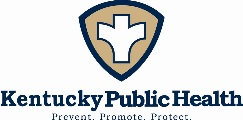 Kentucky Public Health
Prevent. Promote. Protect.